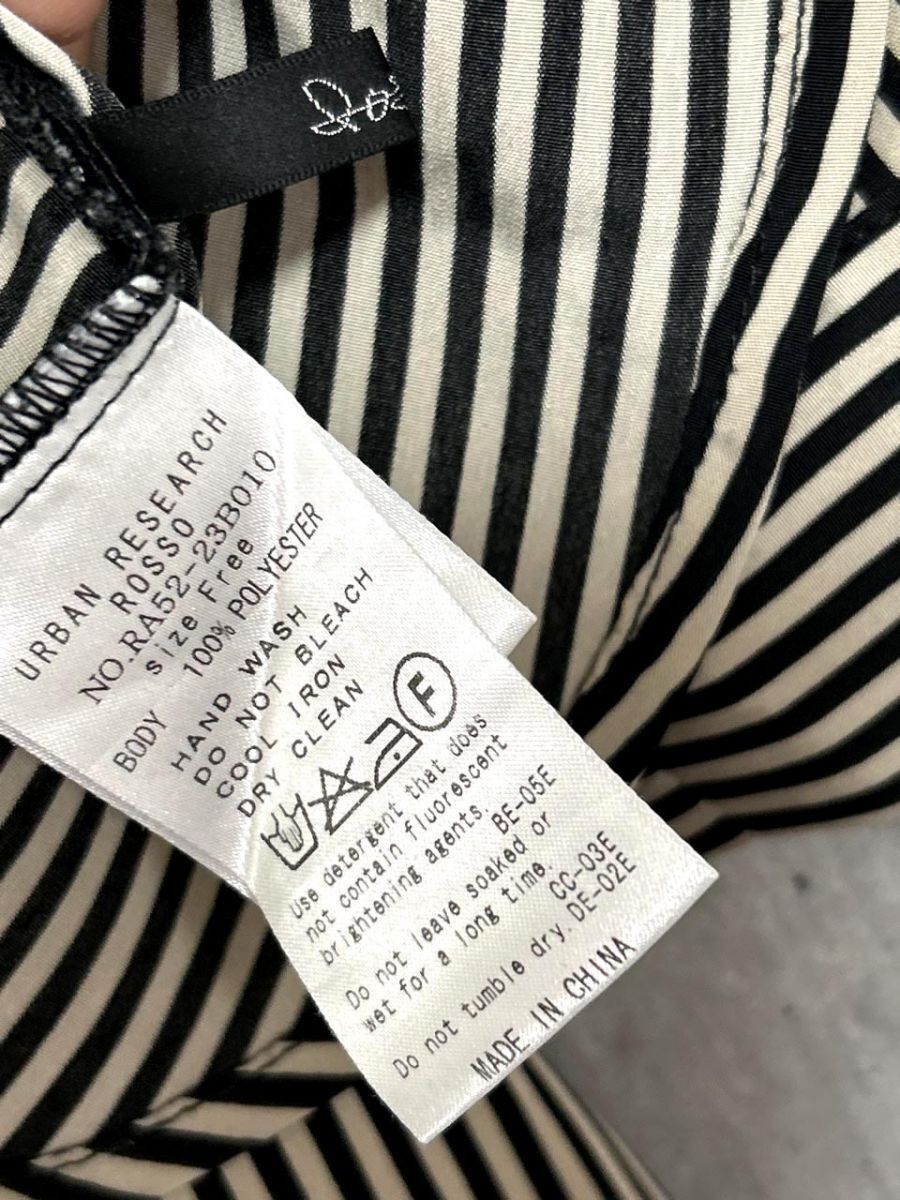 URBAN RESEARCH
ROSSO
NO.RA52-23B010
size Free
BODY 100% POLYESTER
HAND WASH
DO NOT BLEACH
COOL IRON
DRY CLEAN
F
Use detergent that does
not contain fluorescent
brightening agents. BE-05E
Do not leave soaked or
wet for a long time. CC-03E
Do not tumble dry. DE-02E
MADE IN CHINA